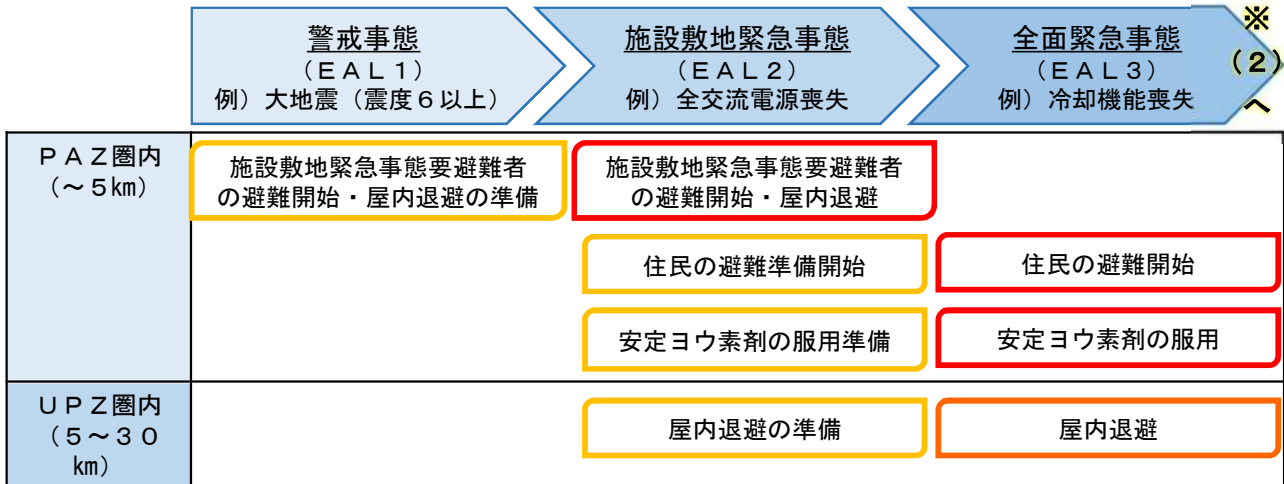 警戒事態
（ＥＡＬ１）
例）大地震（震度６以上）
施設敷地緊急事態
（ＥＡＬ２）
例）全交流電源喪失
全面緊急事態
（ＥＡＬ３）
例）冷却機能喪失
※
(2)
へ
ＰＡＺ圏内
（～５㎞）
施設敷地緊急事態要避難者
の避難開始・屋内退避の準備
施設敷地緊急事態要避難者
の避難開始・屋内退避
住民の避難準備開始
住民の避難開始
安定ヨウ素剤の服用準備
安定ヨウ素剤の服用
ＵＰＺ圏内
（５～３０
㎞）
屋内退避の準備
屋内退避